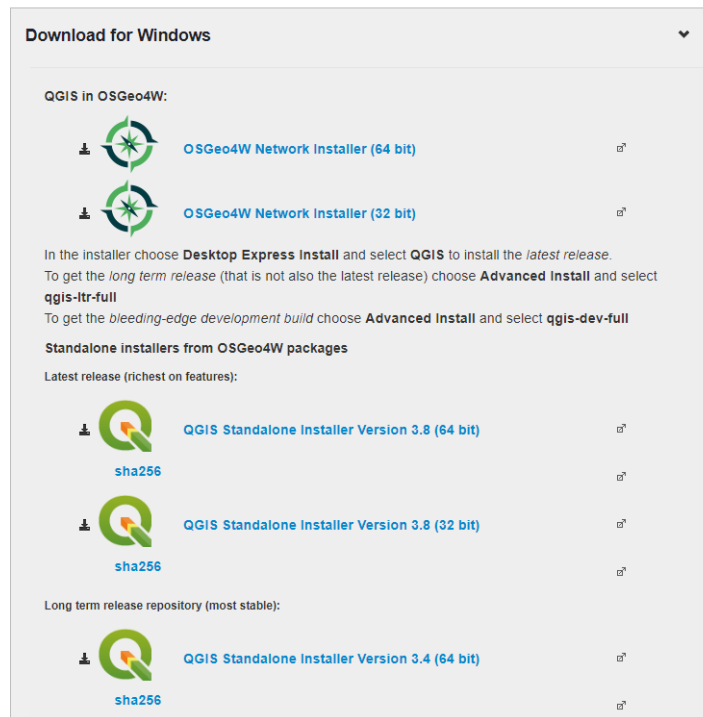 Download for Windows
QGIS in OSGeo4W:
OSGeo4W Network Installer (64 bit)
OSGeo4W Network Installer (32 bit)
In the installer choose Desktop Express Install and select QGIS to install the latest release.
To get the long term release (that is not also the latest release) choose Advanced Install and select
qgis-ltr-full
To get the bleeding-edge development build choose Advanced Install and select qgis-dev-full
Standalone installers from OSGeo4W packages
Latest release (richest on features):
QGIS Standalone Installer Version 3.8 (64 bit)
sha256
QGIS Standalone Installer Version 3.8 (32 bit)
sha256
Long term release repository (most stable):
QGIS Standalone Installer Version 3.4 (64 bit)
sha256